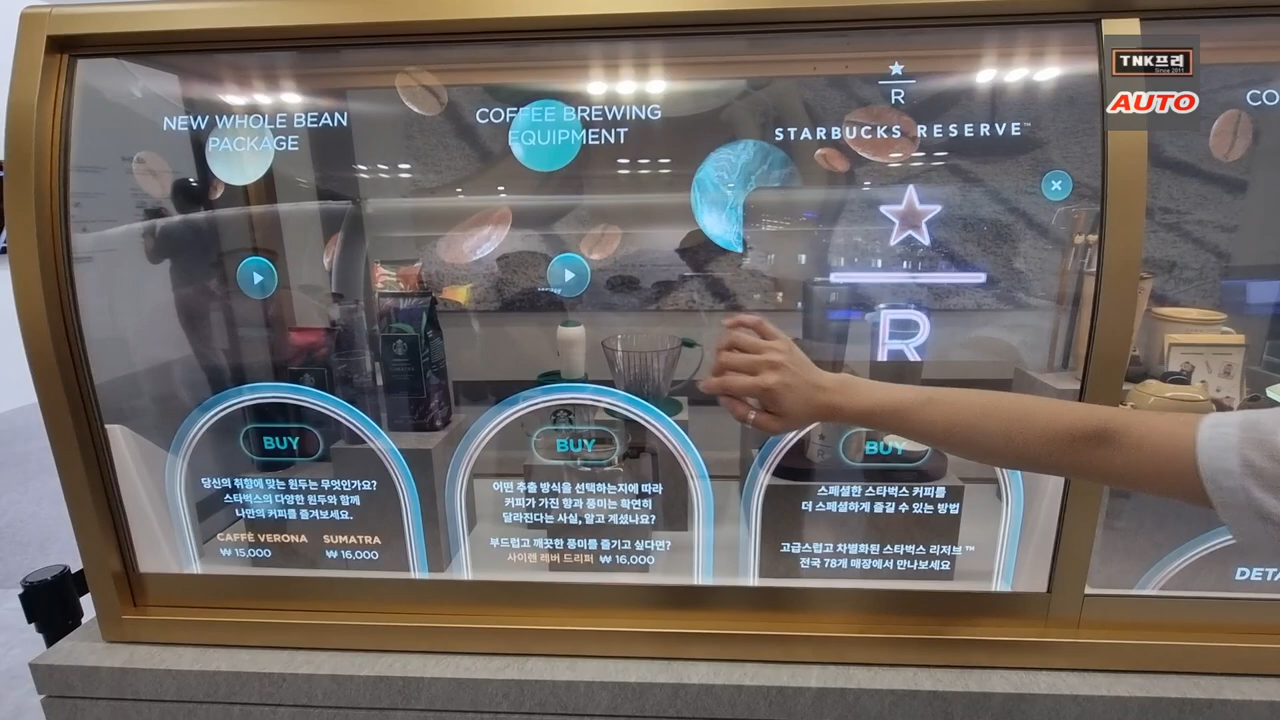 TNK프리
Since 2011
AUTO
NEW WHOLE BEAN
PACKAGE
COFFEE BREWING
EQUIPMENT
R
STARBUCKS RESERVE™
R
CO
BUY
당신의 취향에 맞는 원두는 무엇인가요?
스타벅스의 다양한 원두와 함께
나만의 커피를 즐겨보세요.
CAFFÈ VERONA SUMATRA
₩ 15,000 ₩ 16,000
BUY
어떤 추출 방식을 선택하는지에 따라
커피가 가진 향과 풍미는 확연히
달라진다는 사실, 알고 계셨나요?
부드럽고 깨끗한 풍미를 즐기고 싶다면?
사이렌 레버 드리퍼 ₩ 16,000
BUY
스페셜한 스타벅스 커피를
더 스페셜하게 즐길 수 있는 방법
고급스럽고 차별화된 스타벅스 리저브™
전국 78개 매장에서 만나보세요
DETA